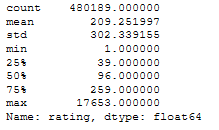 count 480189.000000
mean 209.251997
std 302.339155
min 1.000000
25% 39.000000
50% 96.000000
75% 259.000000
max 17653.000000
Name: rating, dtype: float64